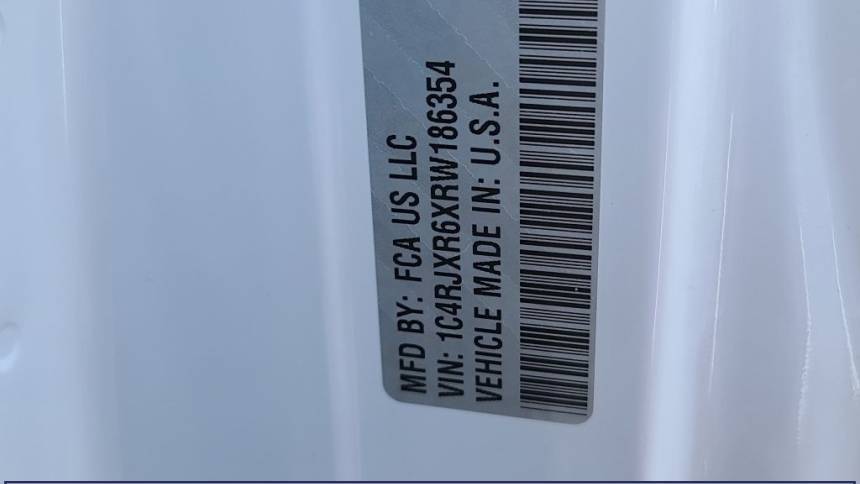 MFD BY: FCA US LLC
VIN: 1C4RJXR6XRW186354
VEHICLE MADE IN: U.S.A.